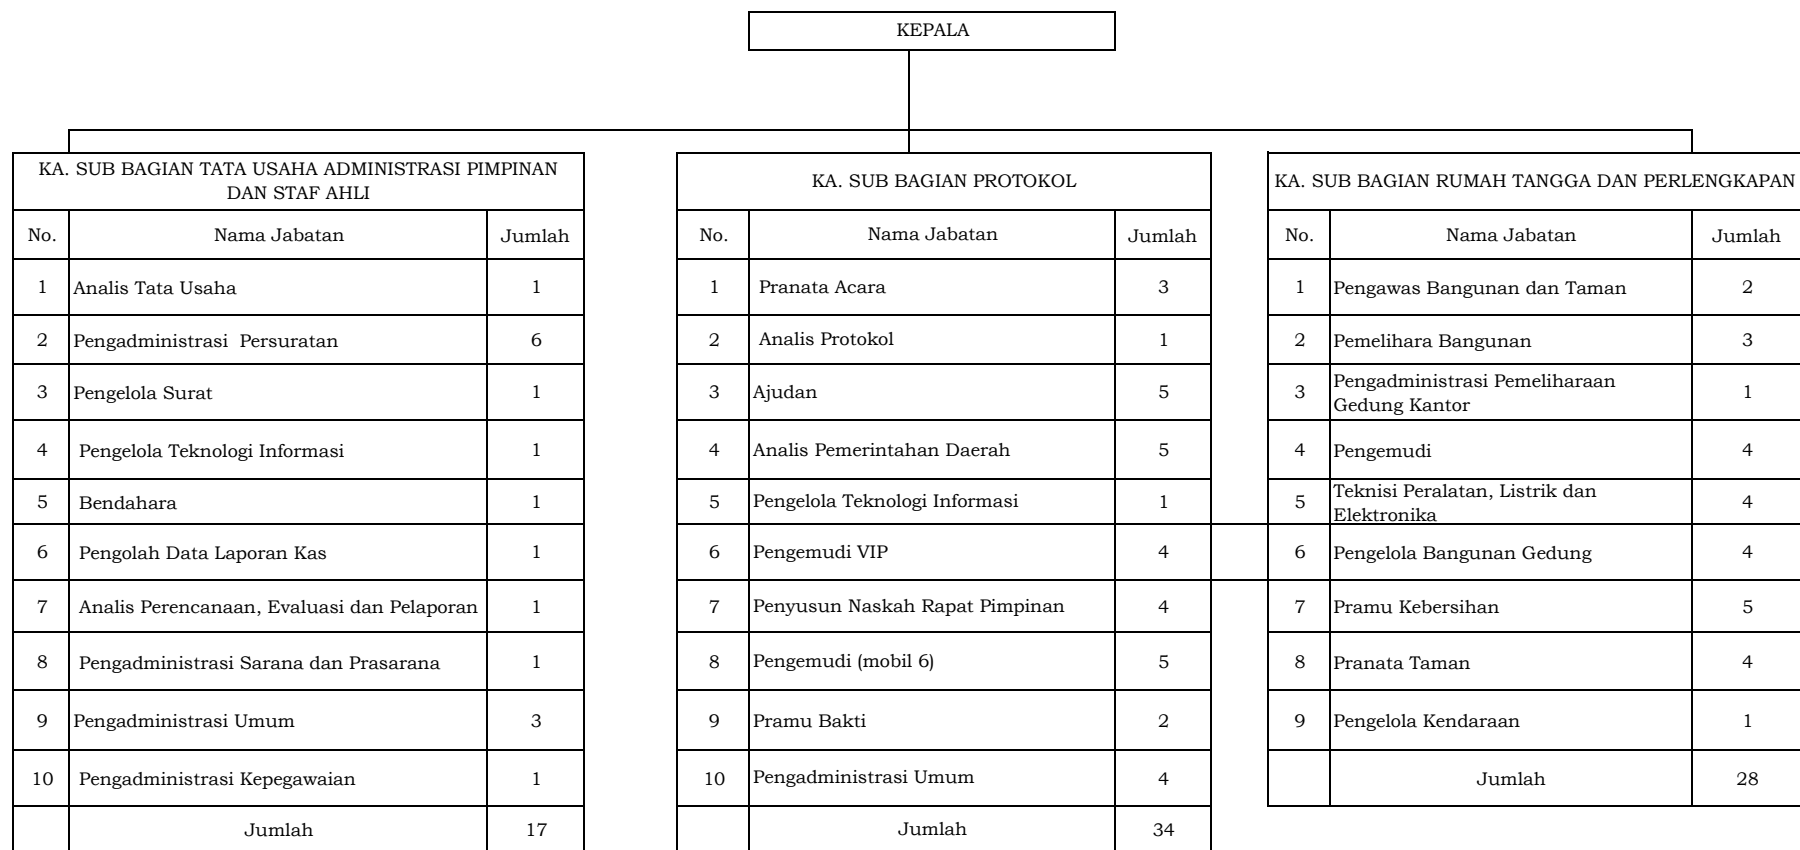 KEPALA
KA. SUB BAGIAN TATA USAHA ADMINISTRASI PIMPINAN
DAN STAF AHLI
No. Nama Jabatan Jumlah
1 Analis Tata Usaha 1
2 Pengadministrasi Persuratan 6
3 Pengelola Surat 1
4 Pengelola Teknologi Informasi 1
5 Bendahara 1
6 Pengolah Data Laporan Kas 1
7 Analis Perencanaan, Evaluasi dan Pelaporan 1
8 Pengadministrasi Sarana dan Prasarana 1
9 Pengadministrasi Umum 3
10 Pengadministrasi Kepegawaian 1
Jumlah 17
KA. SUB BAGIAN PROTOKOL
No. Nama Jabatan Jumlah
1 Pranata Acara 3
2 Analis Protokol 1
3 Ajudan 5
4 Analis Pemerintahan Daerah 5
5 Pengelola Teknologi Informasi 1
6 Pengemudi VIP 4
7 Penyusun Naskah Rapat Pimpinan 4
8 Pengemudi (mobil 6) 5
9 Pramu Bakti 2
10 Pengadministrasi Umum 4
Jumlah 34
KA. SUB BAGIAN RUMAH TANGGA DAN PERLENGKAPAN
No. Nama Jabatan Jumlah
1 Pengawas Bangunan dan Taman 2
2 Pemelihara Bangunan 3
3 Pengadministrasi Pemeliharaan
Gedung Kantor 1
4 Pengemudi 4
5 Teknisi Peralatan, Listrik dan
Elektronika 4
6 Pengelola Bangunan Gedung 4
7 Pramu Kebersihan 5
8 Pranata Taman 4
9 Pengelola Kendaraan 1
Jumlah 28